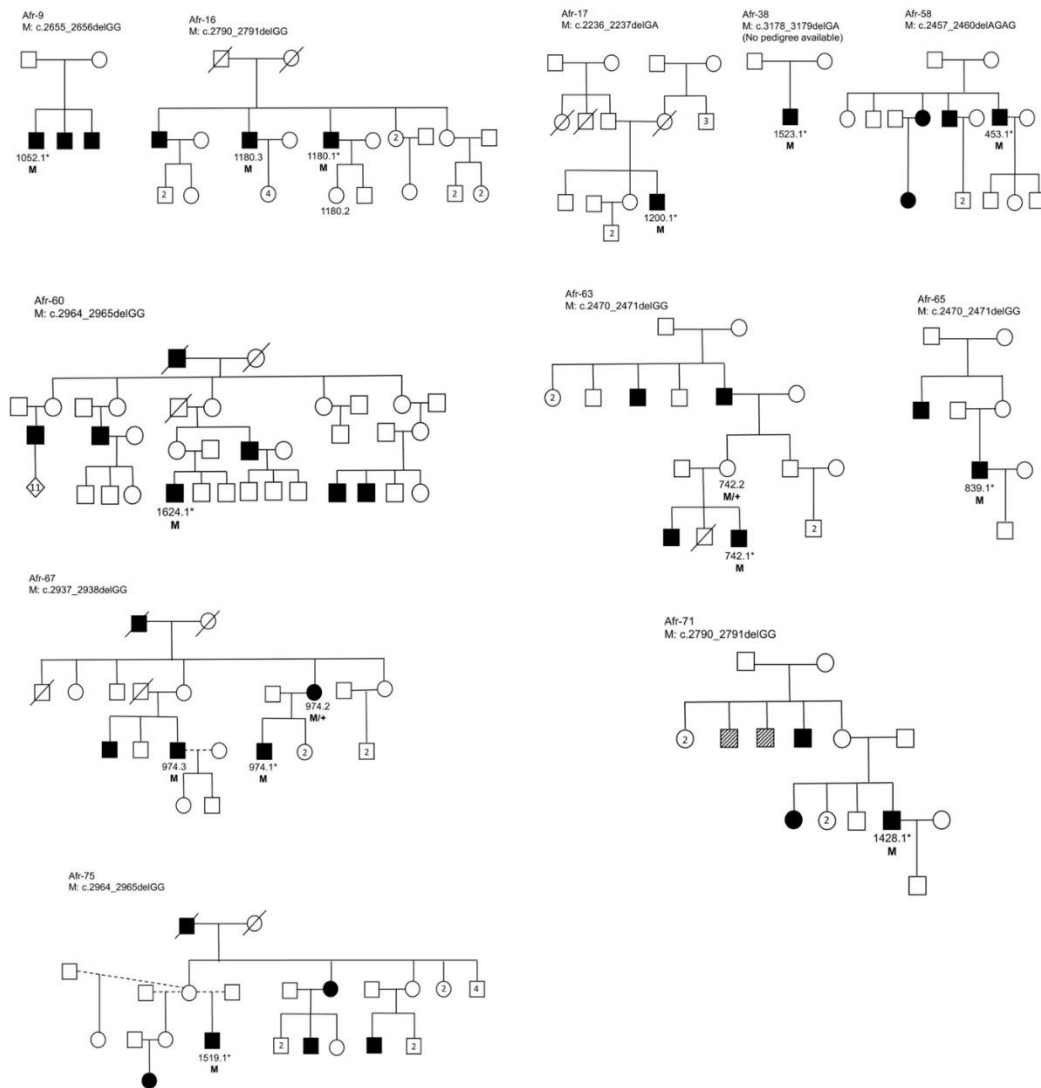 Afr-9
M: c.2655_2656delGG
1052.1*
M
Afr-16
M: c.2790_2791delGG
2
1180.3
M
1180.1*
M
2
4
1180.2
2
2
Afr-17
M: c.2236_2237delGA
3
1200.1*
M
2
Afr-38
M: c.3178_3179delGA
(No pedigree available)
1523.1*
M
Afr-58
M: c.2457_2460delAGAG
453.1*
M
2
Afr-60
M: c.2964_2965delGG
11
1624.1*
M
Afr-63
M: c.2470_2471delGG
2
742.2
M/+
2
742.1*
M
Afr-65
M: c.2470_2471delGG
839.1*
M
Afr-67
M: c.2937_2938delGG
974.2
M/+
974.3
M
974.1*
M
2
2
Afr-71
M: c.2790_2791delGG
2
2
1428.1*
M
Afr-75
M: c.2964_2965delGG
2
4
1519.1*
M
2
2